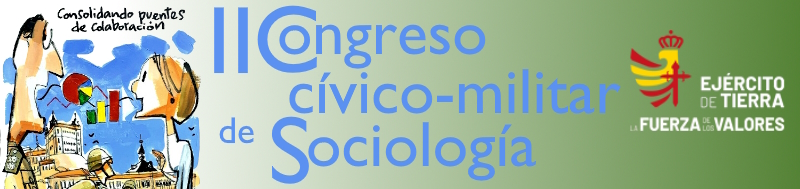 Consolidando puentes
de colaboración
II Congreso
cívico-militar
de Sociología
EJÉRCITO
DE TIERRA
LA FUERZA DE LOS VALORES